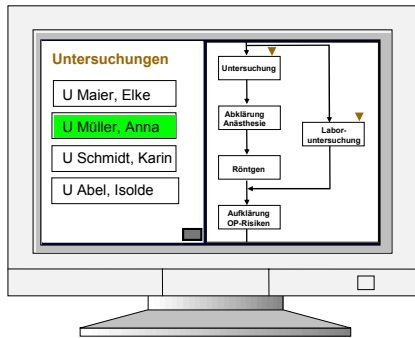 Untersuchungen
U Maier, Elke
U Müller, Anna
U Schmidt, Karin
U Abel, Isolde
Untersuchung
Abklärung
Anästhesie
Labor-
untersuchung
Röntgen
Aufklärung
OP-Risiken